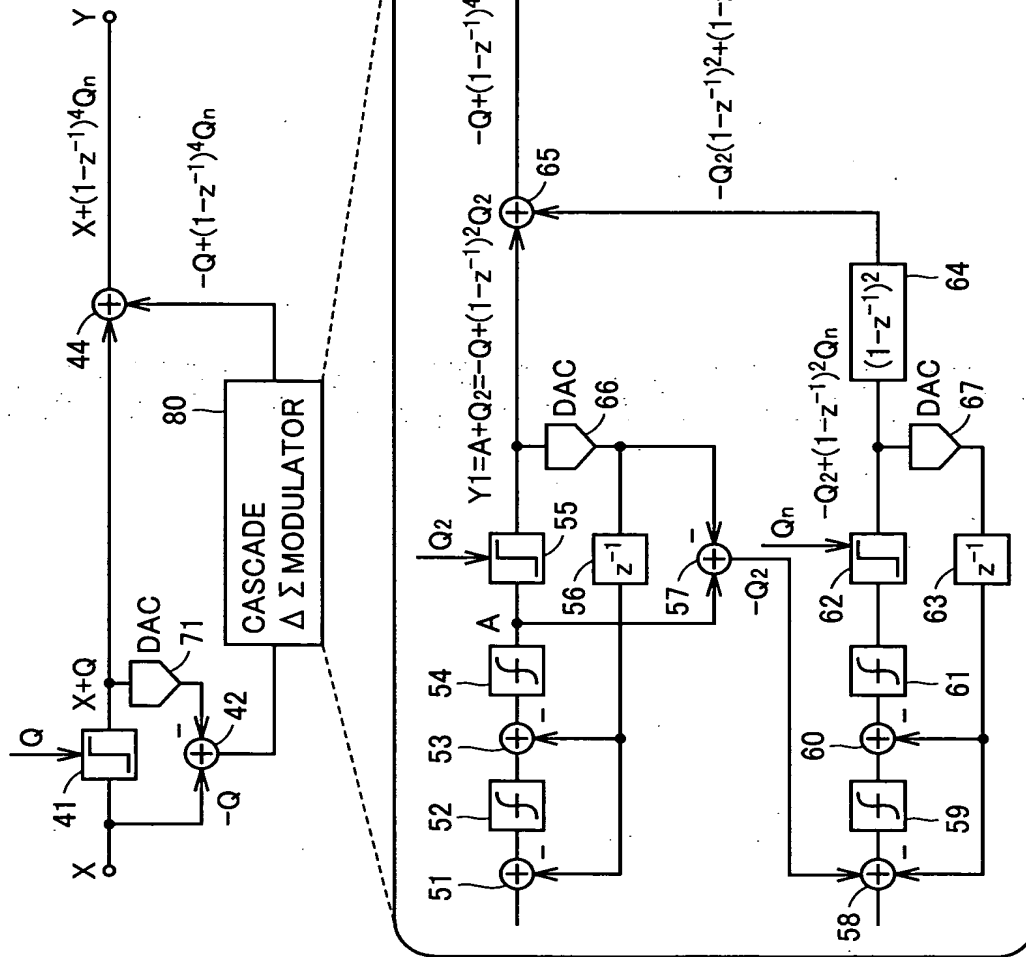 X
Q
41
X+Q
DAC
71
42
-Q
44
X+(1-z⁻¹)⁴Qn
Y
-Q+(1-z⁻¹)⁴Qn
80
CASCADE
Δ Σ MODULATOR
51
52
53
54
A
Q2
55
Y1=A+Q2=-Q+(1-z⁻¹)²Q2
65
-Q+(1-z⁻¹)⁴
DAC
66
z⁻¹
56
57
-Q2
-Q2(1-z⁻¹)²+(1-
58
59
60
61
62
Qn
-Q2+(1-z⁻¹)²Qn
DAC
67
z⁻¹
63
(1-z⁻¹)²
64